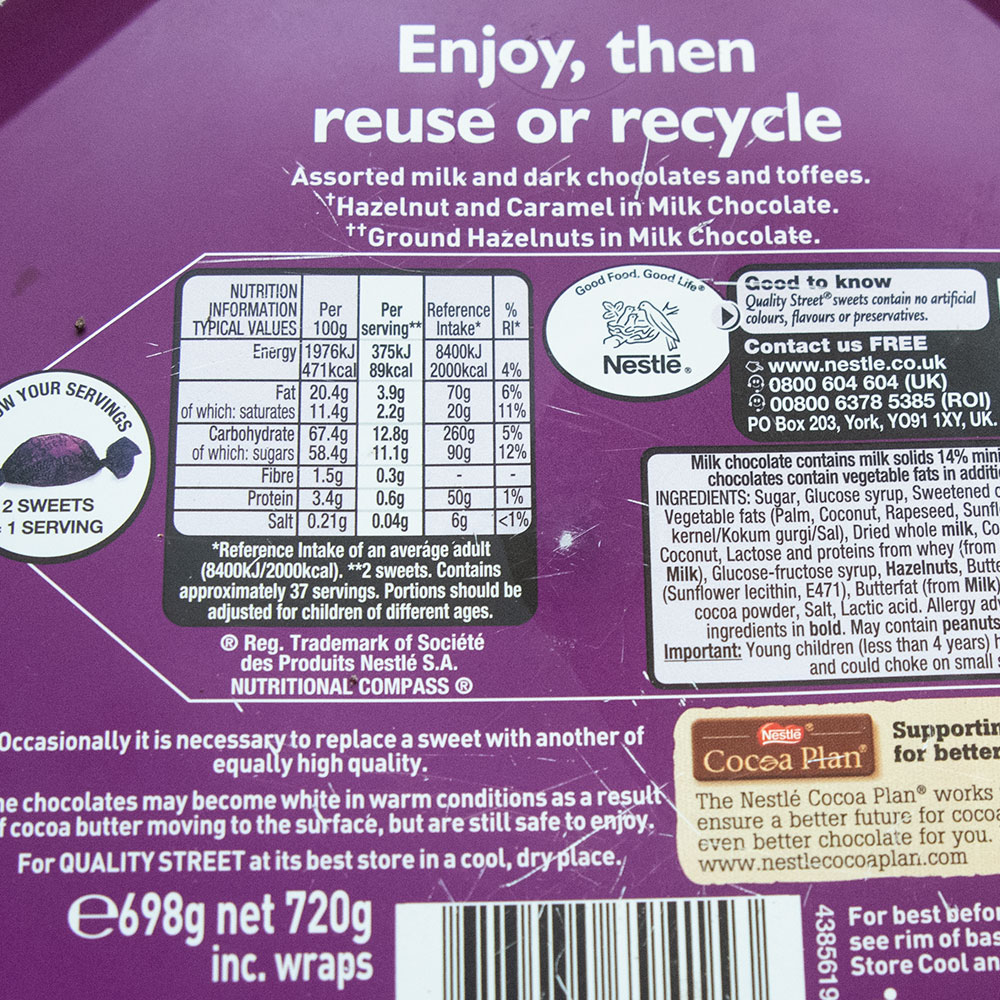 Enjoy, then
reuse or recycle
Assorted milk and dark chocolates and toffees.
†Hazelnut and Caramel in Milk Chocolate.
††Ground Hazelnuts in Milk Chocolate.
NUTRITION
INFORMATION
TYPICAL VALUES Per 100g Per serving** Reference Intake* % RI*
Energy 1976kJ 375kJ 8400kJ
471kcal 89kcal 2000kcal 4%
Fat 20.4g 3.9g 70g 6%
of which: saturates 11.4g 2.2g 20g 11%
Carbohydrate 67.4g 12.8g 260g 5%
of which: sugars 58.4g 11.1g 90g 12%
Fibre 1.5g 0.3g - -
Protein 3.4g 0.6g 50g 1%
Salt 0.21g 0.04g 6g <1%
*Reference Intake of an average adult
(8400kJ/2000kcal). **2 sweets. Contains
approximately 37 servings. Portions should be
adjusted for children of different ages.
® Reg. Trademark of Société
des Produits Nestlé S.A.
NUTRITIONAL COMPASS ®
YOUR SERVINGS
2 SWEETS
= 1 SERVING
Good Food, Good Life®
Nestlé®
Good to know
Quality Street® sweets contain no artificial
colours, flavours or preservatives.
Contact us FREE
www.nestle.co.uk
0800 604 604 (UK)
00800 6378 5385 (ROI)
PO Box 203, York, YO91 1XY, UK.
Milk chocolate contains milk solids 14%
chocolates contain vegetable fats in
INGREDIENTS: Sugar, Glucose syrup, Sweetened
Vegetable fats (Palm, Coconut, Rapeseed,
kernel/Kokum gurgi/Sal), Dried whole milk,
Coconut, Lactose and proteins from whey (from
Milk), Glucose-fructose syrup, Hazelnuts,
(Sunflower lecithin, E471), Butterfat (from Milk)
cocoa powder, Salt, Lactic acid. Allergy
ingredients in bold. May contain peanuts
Important: Young children (less than 4 years)
and could choke on small
Occasionally it is necessary to replace a sweet with another of
equally high quality.
chocolates may become white in warm conditions as a result
of cocoa butter moving to the surface, but are still safe to enjoy.
For QUALITY STREET at its best store in a cool, dry place.
e698g net 720g
inc. wraps
Nestlé®
Cocoa Plan®
for better
The Nestlé Cocoa Plan® works
ensure a better future for
even better chocolate for you.
www.nestlecocoaplan.com
4385619
For best
see rim of
Store Cool